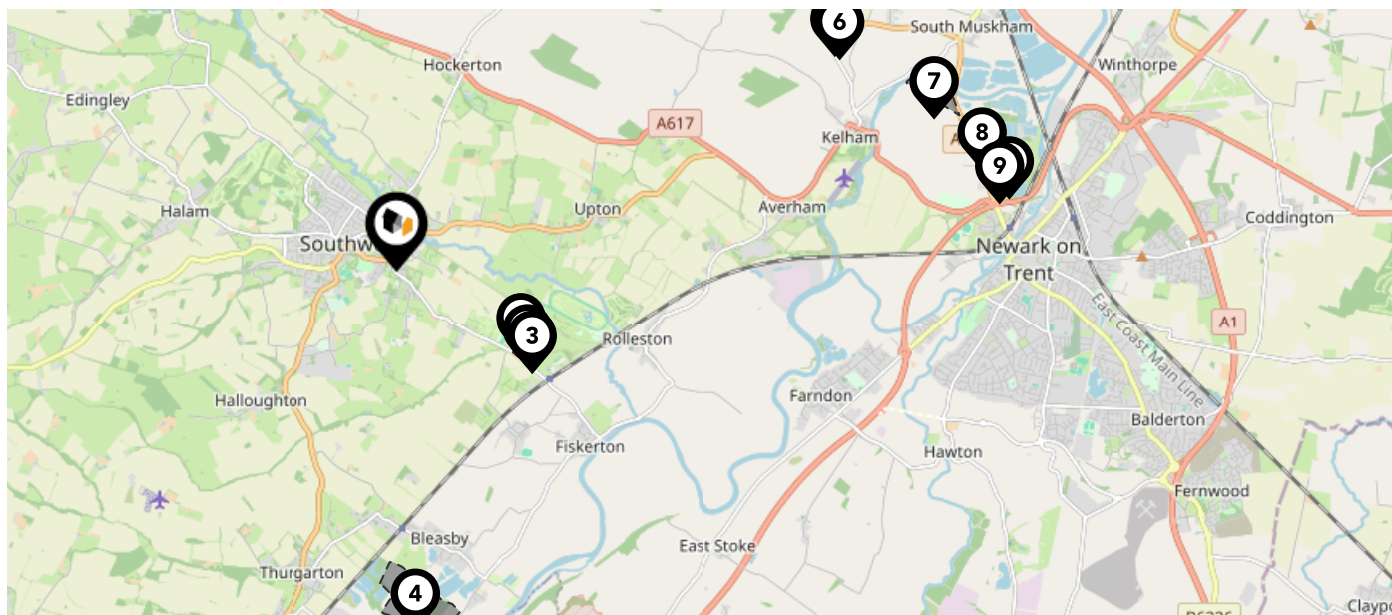 6
South Muskham
Hockerton
Winthorpe
7
Edingley
A617
Kelham
8
9
Halam
Upton
Averham
Coddington
Southw
Newark on
Trent
3
A1
East Coast Main Line
Rolleston
Halloughton
Farndon
Balderton
Fiskerton
Hawton
Fernwood
Bleasby
East Stoke
Thurgarton
4